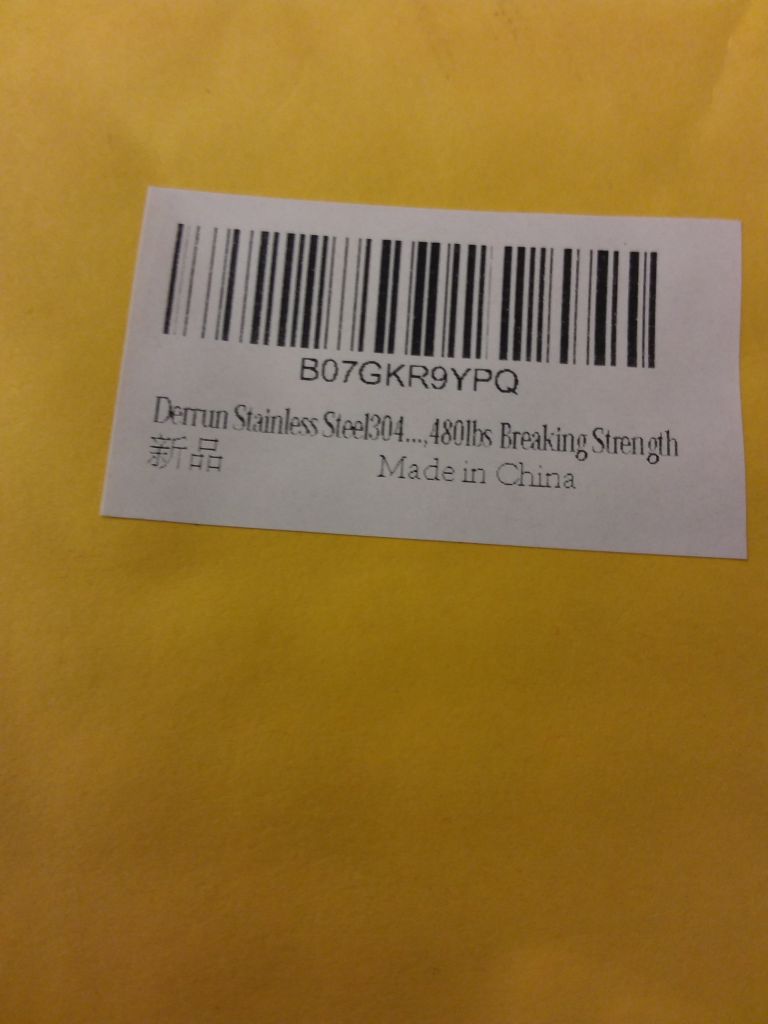 B07GKR9YPQ
Derrun Stainless Steel304...,480lbs Breaking Strength
新品 Made in China